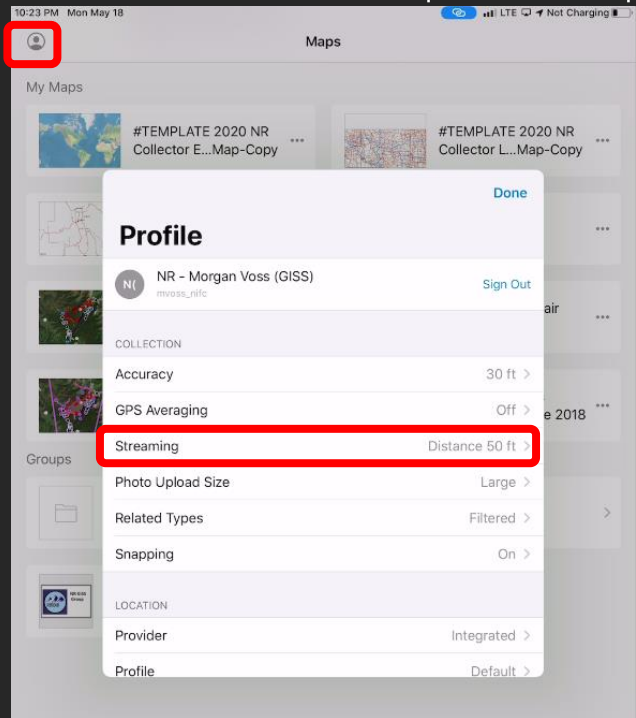 10:23 PM Mon May 18
LTE Not Charging
Maps
My Maps
#TEMPLATE 2020 NR
Collector E...Map-Copy
#TEMPLATE 2020 NR
Collector L...Map-Copy
Done
Profile
N(
NR - Morgan Voss (GISS)
mvoss_nifc
Sign Out
air
COLLECTION
Accuracy 30 ft
GPS Averaging Off
e 2018
Streaming Distance 50 ft
Groups
Photo Upload Size Large
Related Types Filtered
Snapping On
LOCATION
Provider Integrated
Profile Default